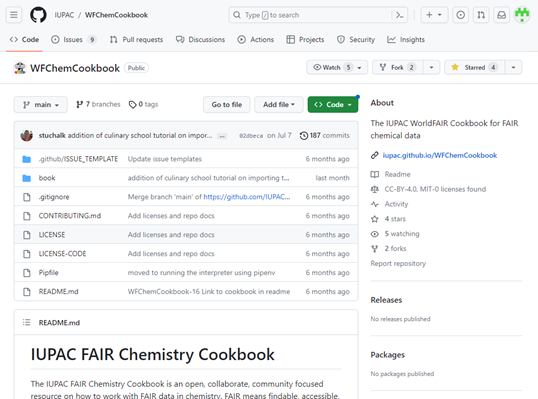 IUPAC / WFChemCookbook
Type / to search
Code
Issues 9
Pull requests
Discussions
Actions
Projects
Security
Insights
WFChemCookbook Public
Watch 5
Fork 2
Starred 4
main
7 branches
0 tags
Go to file
Add file
Code
stuchalk addition of culinary school tutorial on impor... ... 02dbeca on Jul 7 187 commits
.github/ISSUE_TEMPLATE Update issue templates 6 months ago
book addition of culinary school tutorial on importing t... last month
.gitignore Merge branch 'main' of https://github.com/IUPAC... 6 months ago
CONTRIBUTING.md Add licenses and repo docs 6 months ago
LICENSE Add licenses and repo docs 6 months ago
LICENSE-CODE Add licenses and repo docs 6 months ago
Pipfile moved to running the interpreter using pipenv 6 months ago
README.md WFChemCookbook-16 Link to cookbook in readme 6 months ago
README.md
IUPAC FAIR Chemistry Cookbook
The IUPAC FAIR Chemistry Cookbook is an open, collaborate, community focused
resource on how to work with FAIR data in chemistry. FAIR means findable, accessible,
About
The IUPAC WorldFAIR Cookbook for FAIR
chemical data
iupac.github.io/WFChemCookbook
Readme
CC-BY-4.0, MIT-0 licenses found
Activity
4 stars
5 watching
2 forks
Report repository
Releases
No releases published
Packages
No packages published